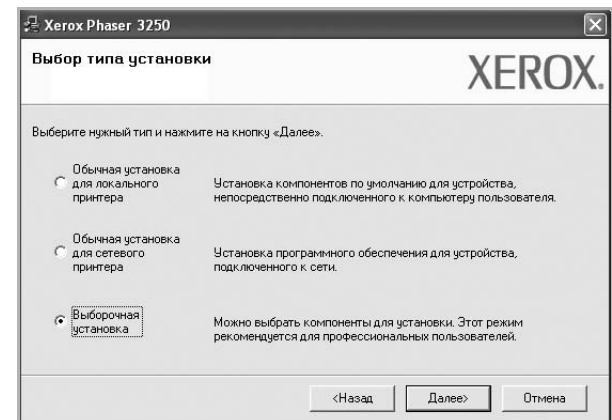 Xerox Phaser 3250
Выбор типа установки
XEROX.
Выберите нужный тип и нажмите на кнопку «Далее».
Обычная установка
для локального
принтера
Установка компонентов по умолчанию для устройства,
непосредственно подключенного к компьютеру пользователя.
Обычная установка
для сетевого
принтера
Установка программного обеспечения для устройства,
подключенного к сети.
Выборочная
установка
Можно выбрать компоненты для установки. Этот режим
рекомендуется для профессиональных пользователей.
<Назад
Далее>
Отмена